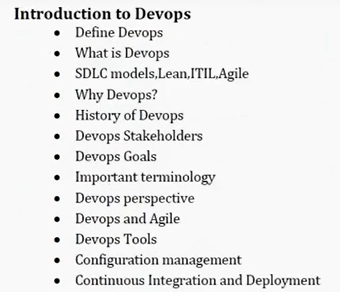 Introduction to Devops
• Define Devops
• What is Devops
• SDLC models,Lean,ITIL,Agile
• Why Devops?
• History of Devops
• Devops Stakeholders
• Devops Goals
• Important terminology
• Devops perspective
• Devops and Agile
• Devops Tools
• Configuration management
• Continuous Integration and Deployment